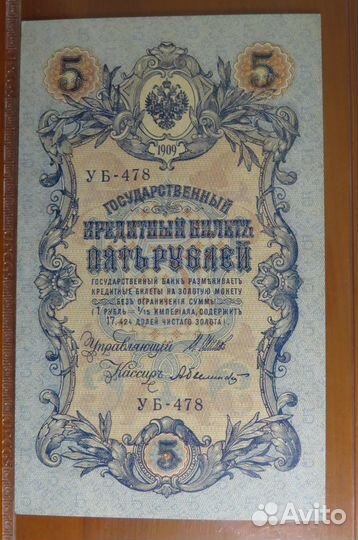 5 5
1909
УБ-478
ГОСУДАРСТВЕННЫЙ
КРЕДИТНЫЙ БИЛЕТЪ
ПЯТЬ РУБЛЕЙ
ГОСУДАРСТВЕННЫЙ БАНКЪ РАЗМѢНИВАЕТЪ
КРЕДИТНЫЕ БИЛЕТЫ НА ЗОЛОТУЮ МОНЕТУ
БЕЗЪ ОГРАНИЧЕНІЯ СУММЫ
(1 РУБЛЬ = 1/15 ИМПЕРІАЛА, СОДЕРЖИТЪ
17,424 ДОЛЕЙ ЧИСТАГО ЗОЛОТА).
Управляющій
Кассиръ
УБ-478
5
Avito